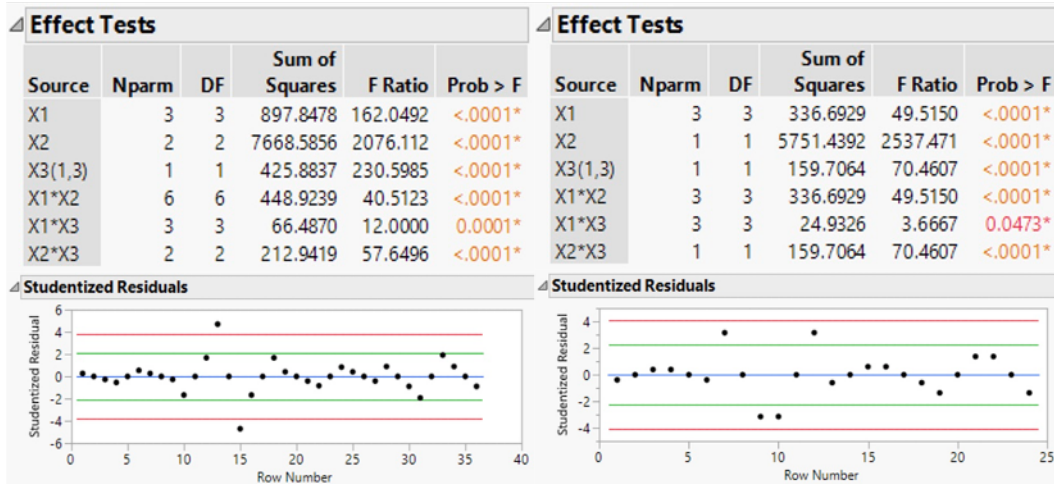 Effect Tests
Sum of
Source Nparm DF Squares F Ratio Prob > F
X1 3 3 897.8478 162.0492 <.0001*
X2 2 2 7668.5856 2076.112 <.0001*
X3(1,3) 1 1 425.8837 230.5985 <.0001*
X1*X2 6 6 448.9239 40.5123 <.0001*
X1*X3 3 3 66.4870 12.0000 0.0001*
X2*X3 2 2 212.9419 57.6496 <.0001*
Studentized Residuals
Studentized Residual
6
4
2
0
-2
-4
-6
0 5 10 15 20 25 30 35 40
Row Number
Effect Tests
Sum of
Source Nparm DF Squares F Ratio Prob > F
X1 3 3 336.6929 49.5150 <.0001*
X2 1 1 5751.4392 2537.471 <.0001*
X3(1,3) 1 1 159.7064 70.4607 <.0001*
X1*X2 3 3 336.6929 49.5150 <.0001*
X1*X3 3 3 24.9326 3.6667 0.0473*
X2*X3 1 1 159.7064 70.4607 <.0001*
Studentized Residuals
Studentized Residual
4
2
0
-2
-4
0 5 10 15 20 25
Row Number